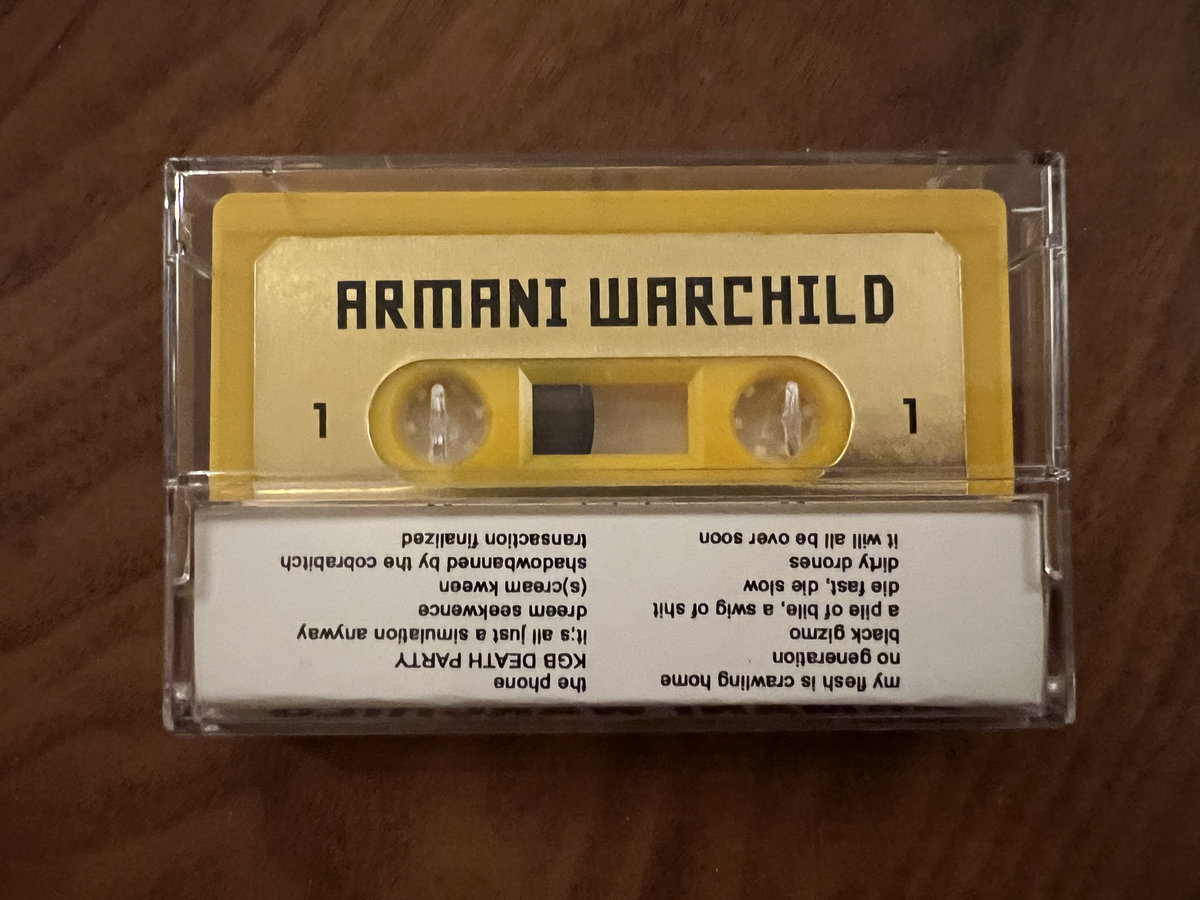 ARMANI WARCHILD
1
1
my flesh is crawling home
no generation
black gizmo
a pile of bile, a swig of shit
die fast, die slow
dirty drones
it will all be over soon
the phone
KGB DEATH PARTY
it;s all just a simulation anyway
dreem seekwence
(s)cream kween
shadowbanned by the cobrabitch
transaction finalized